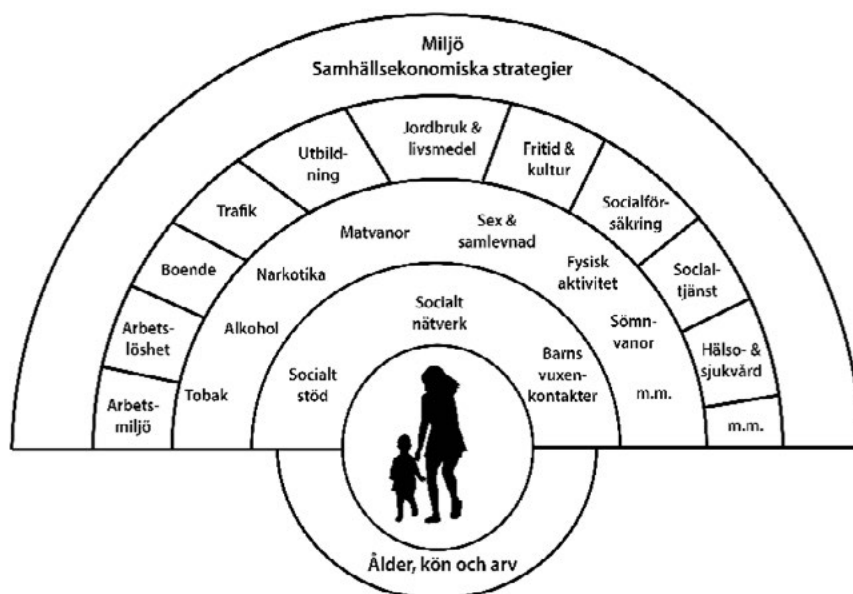 Miljö
Samhällsekonomiska strategier
Arbets-
miljö
Arbets-
löshet
Boende
Trafik
Utbild-
ning
Jordbruk &
livsmedel
Fritid &
kultur
Socialför-
säkring
Social-
tjänst
Hälso- &
sjukvård
m.m.
Tobak
Alkohol
Narkotika
Matvanor
Sex &
samlevnad
Fysisk
aktivitet
Sömn-
vanor
m.m.
Socialt
stöd
Socialt
nätverk
Barns
vuxen-
kontakter
Ålder, kön och arv